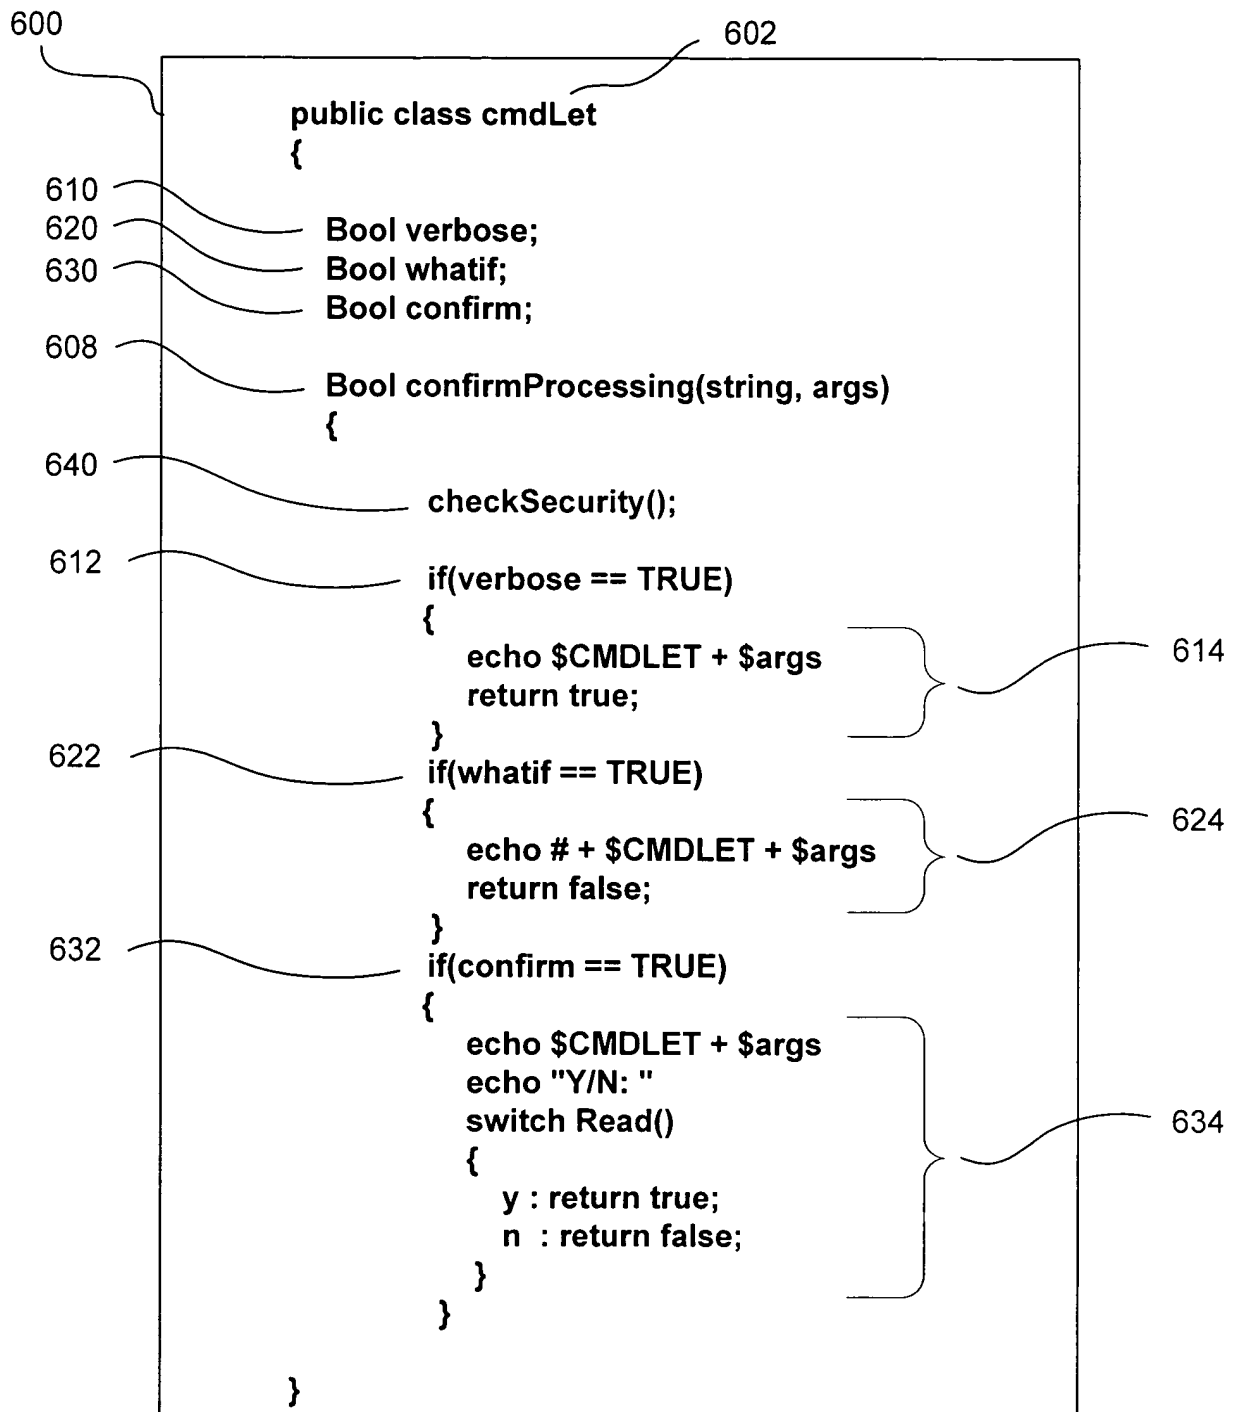 600
602
public class cmdLet
{
610
Bool verbose;
620
Bool whatif;
630
Bool confirm;
608
Bool confirmProcessing(string, args)
{
640
checkSecurity();
612
if(verbose == TRUE)
{
echo $CMDLET + $args
614
return true;
}
622
if(whatif == TRUE)
{
624
echo # + $CMDLET + $args
return false;
}
632
if(confirm == TRUE)
{
echo $CMDLET + $args
echo "Y/N: "
switch Read()
634
{
y : return true;
n : return false;
}
}
}